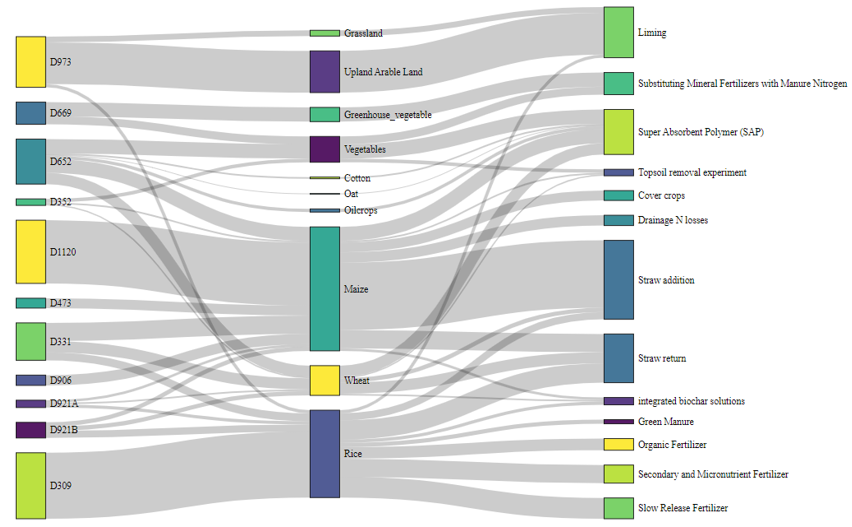 D973
D669
D652
D352
D1120
D473
D331
D906
D921A
D921B
D309
Grassland
Upland Arable Land
Greenhouse_vegetable
Vegetables
Cotton
Oat
Oilcrops
Maize
Wheat
Rice
Liming
Substituting Mineral Fertilizers with Manure Nitrogen
Super Absorbent Polymer (SAP)
Topsoil removal experiment
Cover crops
Drainage N losses
Straw addition
Straw return
integrated biochar solutions
Green Manure
Organic Fertilizer
Secondary and Micronutrient Fertilizer
Slow Release Fertilizer